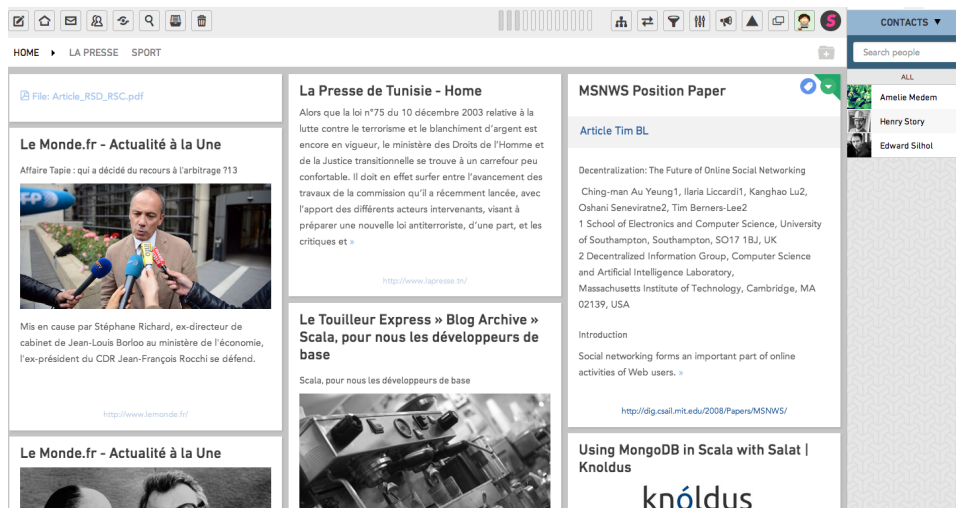 CONTACTS ▼
HOME ▸ LA PRESSE SPORT
Search people
ALL
Amelie Medem
Henry Story
Edward Silhol
File: Article_RSD_RSC.pdf
Le Monde.fr - Actualité à la Une
Affaire Tapie : qui a décidé du recours à l'arbitrage ?13
FP
Mis en cause par Stéphane Richard, ex-directeur de
cabinet de Jean-Louis Borloo au ministère de l'économie,
l'ex-président du CDR Jean-François Rocchi se défend.
http://www.lemonde.fr/
Le Monde.fr - Actualité à la Une
La Presse de Tunisie - Home
Alors que la loi n°75 du 10 décembre 2003 relative à la
lutte contre le terrorisme et le blanchiment d'argent est
encore en vigueur, le ministère des Droits de l'Homme et
de la Justice transitionnelle se trouve à un carrefour peu
confortable. Il doit en effet surfer entre l'avancement des
travaux de la commission qu'il a récemment lancée, avec
l'apport des différents acteurs intervenants, visant à
préparer une nouvelle loi antiterroriste, d'une part, et les
critiques et »
http://www.lapresse.tn/
Le Touilleur Express » Blog Archive »
Scala, pour nous les développeurs de
base
Scala, pour nous les développeurs de base
MSNWS Position Paper
Article Tim BL
Decentralization: The Future of Online Social Networking
Ching-man Au Yeung1, Ilaria Liccardi1, Kanghao Lu2,
Oshani Seneviratne2, Tim Berners-Lee2
1 School of Electronics and Computer Science, University
of Southampton, Southampton, SO17 1BJ, UK
2 Decentralized Information Group, Computer Science
and Artificial Intelligence Laboratory,
Massachusetts Institute of Technology, Cambridge, MA
02139, USA
Introduction
Social networking forms an important part of online
activities of Web users. »
http://dig.csail.mit.edu/2008/Papers/MSNWS/
Using MongoDB in Scala with Salat |
Knoldus
knóldus